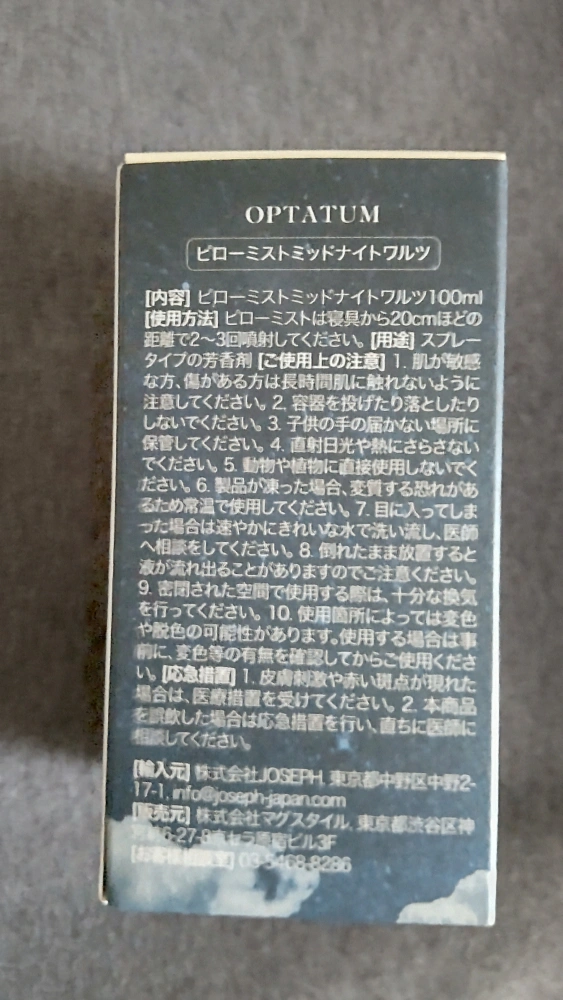 OPTATUM
ピローミストミッドナイトワルツ
[内容] ピローミストミッドナイトワルツ100ml
[使用方法] ピローミストは寝具から20cmほどの
距離で2〜3回噴射してください。[用途] スプレー
タイプの芳香剤 [ご使用上の注意] 1. 肌が敏感
な方、傷がある方は長時間肌に触れないように
注意してください。2. 容器を投げたり落としたり
しないでください。3. 子供の手の届かない場所に
保管してください。4. 直射日光や熱にさらさない
でください。5. 動物や植物に直接使用しないでく
ださい。6. 製品が凍った場合、変質する恐れがあ
るため常温で使用してください。7. 目に入ってしま
った場合は速やかにきれいな水で洗い流し、医師
へ相談をしてください。8. 倒れたまま放置すると
液が流れ出ることがありますのでご注意ください。
9. 密閉された空間で使用する際は、十分な換気
を行ってください。10. 使用箇所によっては変色
や脱色の可能性があります。使用する場合は事
前に、変色等の有無を確認してからご使用くださ
い。[応急措置] 1. 皮膚刺激や赤い斑点が現れた
場合は、医療措置を受けてください。2. 本商品
を誤飲した場合は応急措置を行い、直ちに医師に
相談してください。
[輸入元] 株式会社JOSEPH, 東京都中野区中野2-
17-1, info@joseph-japan.com
[販売元] 株式会社マグスタイル, 東京都渋谷区神
6-27-8 セラ原宿ビル3F
[お客様相談室] 03-5468-8286